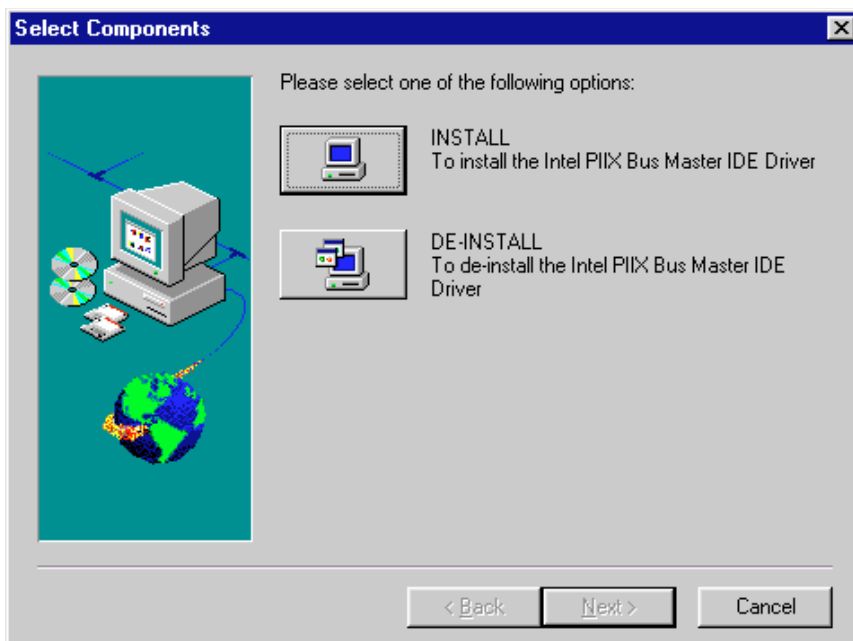 Select Components
Please select one of the following options:
INSTALL
To install the Intel PIIX Bus Master IDE Driver
DE-INSTALL
To de-install the Intel PIIX Bus Master IDE
Driver
< Back
Next >
Cancel